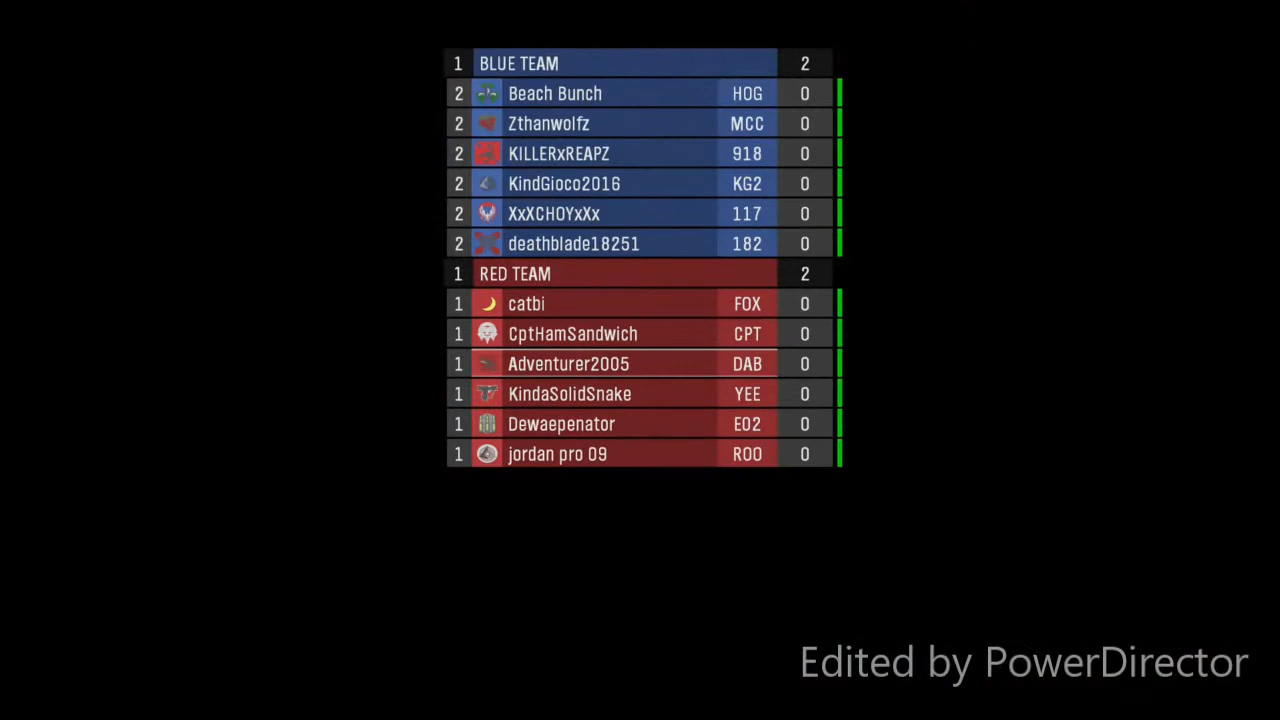 1 BLUE TEAM 2
2 Beach Bunch HOG 0
2 Zthanwolfz MCC 0
2 KILLERxREAPZ 918 0
2 KindGioco2016 KG2 0
2 XxXCHOYxXx 117 0
2 deathblade18251 182 0
1 RED TEAM 2
1 catbi FOX 0
1 CptHamSandwich CPT 0
1 Adventurer2005 DAB 0
1 KindaSolidSnake YEE 0
1 Dewaepenator EO2 0
1 jordan pro 09 ROO 0
Edited by PowerDirector